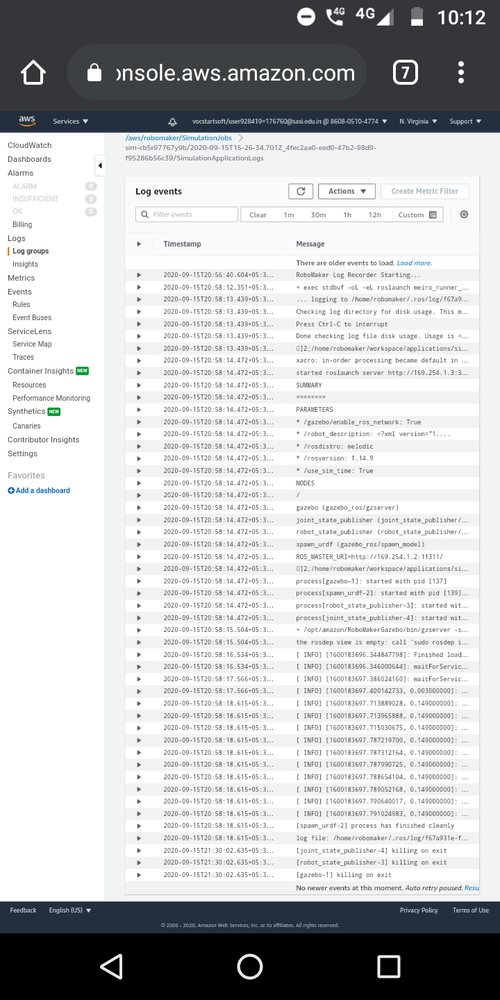 4G 4G 10:12
onsole.aws.amazon.com 7
aws Services vocstartsoft/user928419=176760@sasi.edu.in @ 8608-0510-4774 N. Virginia Support
CloudWatch
Dashboards
Alarms
ALARM 0
INSUFFICIENT 0
OK 0
Billing
Logs
Log groups
Insights
Metrics
Events
Rules
Event Buses
ServiceLens
Service Map
Traces
Container Insights NEW
Resources
Performance Monitoring
Synthetics NEW
Canaries
Contributor Insights
Settings
Favorites
Add a dashboard
/aws/robomaker/SimulationJobs
sim-cb5r97767y9b/2020-09-15T15-26-34.701Z_4fec2aa0-eed0-47b2-98d9-
f95286b56c39/SimulationApplicationLogs
Log events Actions Create Metric Filter
Filter events Clear 1m 30m 1h 12h Custom
Timestamp Message
There are older events to load. Load more.
2020-09-15T20:56:40.604+05:3... RoboMaker Log Recorder Starting...
2020-09-15T20:58:12.351+05:3... + exec stdbuf -oL -eL roslaunch meiro_runner_...
2020-09-15T20:58:13.439+05:3... ... logging to /home/robomaker/.ros/log/f67a9...
2020-09-15T20:58:13.439+05:3... Checking log directory for disk usage. This m...
2020-09-15T20:58:13.439+05:3... Press Ctrl-C to interrupt
2020-09-15T20:58:13.439+05:3... Done checking log file disk usage. Usage is <...
2020-09-15T20:58:13.439+05:3... ]2;/home/robomaker/workspace/applications/si...
2020-09-15T20:58:14.472+05:3... xacro: in-order processing became default in ...
2020-09-15T20:58:14.472+05:3... started roslaunch server http://169.254.1.3:3...
2020-09-15T20:58:14.472+05:3... SUMMARY
2020-09-15T20:58:14.472+05:3... ========
2020-09-15T20:58:14.472+05:3... PARAMETERS
2020-09-15T20:58:14.472+05:3... * /gazebo/enable_ros_network: True
2020-09-15T20:58:14.472+05:3... * /robot_description: <?xml version="1....
2020-09-15T20:58:14.472+05:3... * /rosdistro: melodic
2020-09-15T20:58:14.472+05:3... * /rosversion: 1.14.9
2020-09-15T20:58:14.472+05:3... * /use_sim_time: True
2020-09-15T20:58:14.472+05:3... NODES
2020-09-15T20:58:14.472+05:3... /
2020-09-15T20:58:14.472+05:3... gazebo (gazebo_ros/gzserver)
2020-09-15T20:58:14.472+05:3... joint_state_publisher (joint_state_publisher/...
2020-09-15T20:58:14.472+05:3... robot_state_publisher (robot_state_publisher/...
2020-09-15T20:58:14.472+05:3... spawn_urdf (gazebo_ros/spawn_model)
2020-09-15T20:58:14.472+05:3... ROS_MASTER_URI=http://169.254.1.2:11311/
2020-09-15T20:58:14.472+05:3... ]2;/home/robomaker/workspace/applications/si...
2020-09-15T20:58:14.472+05:3... process[gazebo-1]: started with pid [137]
2020-09-15T20:58:14.472+05:3... process[spawn_urdf-2]: started with pid [139]...
2020-09-15T20:58:14.472+05:3... process[robot_state_publisher-3]: started wit...
2020-09-15T20:58:14.472+05:3... process[joint_state_publisher-4]: started wit...
2020-09-15T20:58:15.504+05:3... + /opt/amazon/RoboMakerGazebo/bin/gzserver -s...
2020-09-15T20:58:15.504+05:3... the rosdep view is empty: call 'sudo rosdep i...
2020-09-15T20:58:16.534+05:3... [ INFO] [1600183696.344847798]: Finished load...
2020-09-15T20:58:16.534+05:3... [ INFO] [1600183696.346000644]: waitForServic...
2020-09-15T20:58:17.566+05:3... [ INFO] [1600183697.386024160]: waitForServic...
2020-09-15T20:58:17.566+05:3... [ INFO] [1600183697.400142733, 0.003000000]: ...
2020-09-15T20:58:18.615+05:3... [ INFO] [1600183697.713889028, 0.149000000]: ...
2020-09-15T20:58:18.615+05:3... [ INFO] [1600183697.713965888, 0.149000000]: ...
2020-09-15T20:58:18.615+05:3... [ INFO] [1600183697.715030675, 0.149000000]: ...
2020-09-15T20:58:18.615+05:3... [ INFO] [1600183697.787219700, 0.149000000]: ...
2020-09-15T20:58:18.615+05:3... [ INFO] [1600183697.787312164, 0.149000000]: ...
2020-09-15T20:58:18.615+05:3... [ INFO] [1600183697.787990725, 0.149000000]: ...
2020-09-15T20:58:18.615+05:3... [ INFO] [1600183697.788654104, 0.149000000]: ...
2020-09-15T20:58:18.615+05:3... [ INFO] [1600183697.789052168, 0.149000000]: ...
2020-09-15T20:58:18.615+05:3... [ INFO] [1600183697.790640017, 0.149000000]: ...
2020-09-15T20:58:18.615+05:3... [ INFO] [1600183697.791024983, 0.149000000]: ...
2020-09-15T20:58:18.615+05:3... [spawn_urdf-2] process has finished cleanly
2020-09-15T20:58:18.615+05:3... log file: /home/robomaker/.ros/log/f67a931e-f...
2020-09-15T21:30:02.635+05:3... [joint_state_publisher-4] killing on exit
2020-09-15T21:30:02.635+05:3... [robot_state_publisher-3] killing on exit
2020-09-15T21:30:02.635+05:3... [gazebo-1] killing on exit
No newer events at this moment. Auto retry paused. Resu
Feedback English (US) Privacy Policy Terms of Use
© 2008 - 2020, Amazon Web Services, Inc. or its affiliates. All rights reserved.